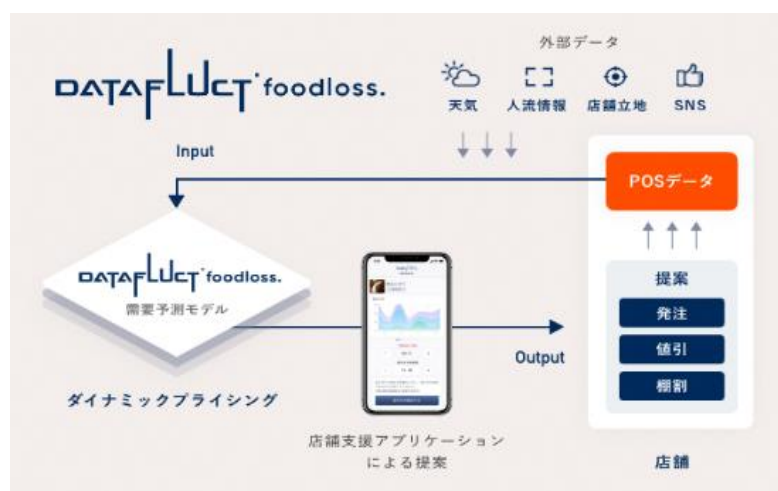 外部データ
DATAFLUCT foodloss.
天気
人流情報
店舗立地
SNS
Input
POSデータ
DATAFLUCT foodloss.
需要予測モデル
提案
発注
値引
棚割
Output
ダイナミックプライシング
店舗支援アプリケーション
による提案
店舗